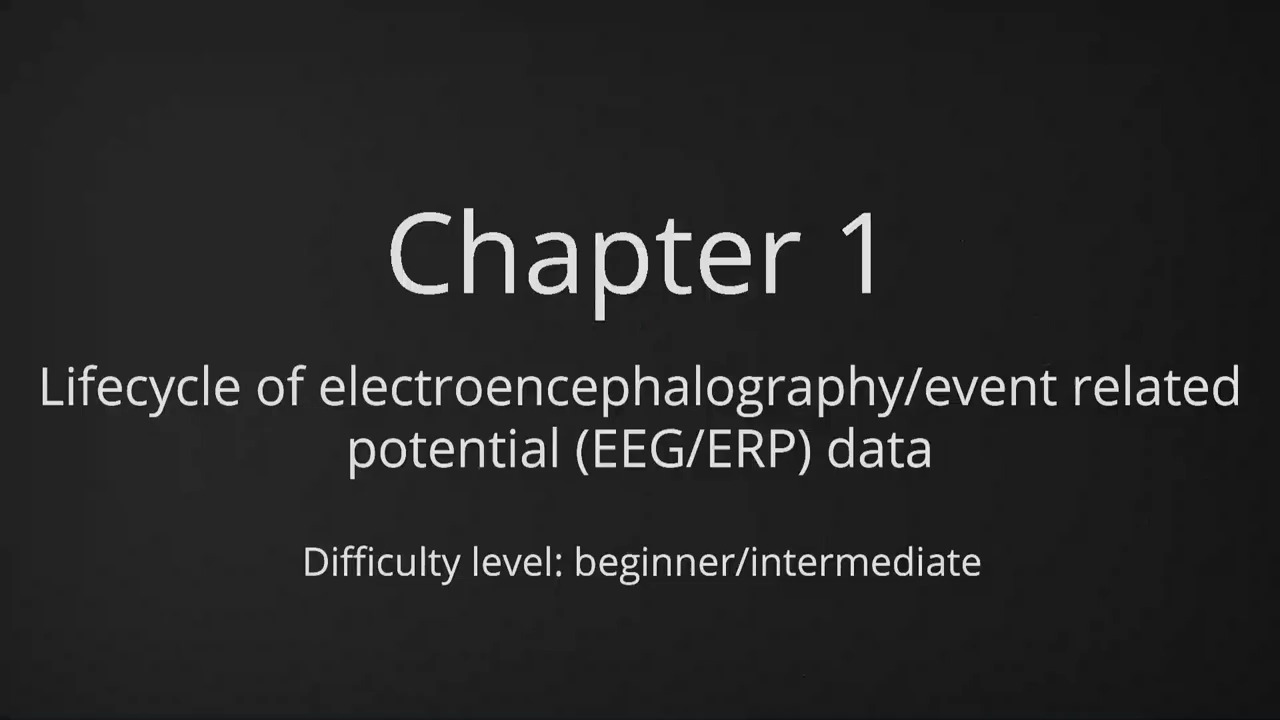 Chapter 1
Lifecycle of electroencephalography/event related
potential (EEG/ERP) data
Difficulty level: beginner/intermediate